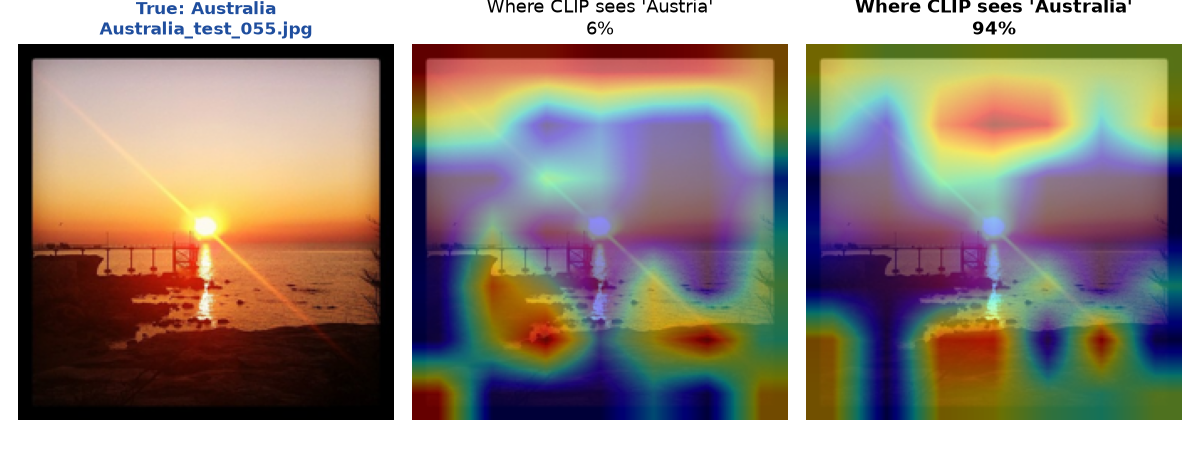 True: Australia
Australia_test_055.jpg
Where CLIP sees 'Austria'
6%
Where CLIP sees 'Australia'
94%